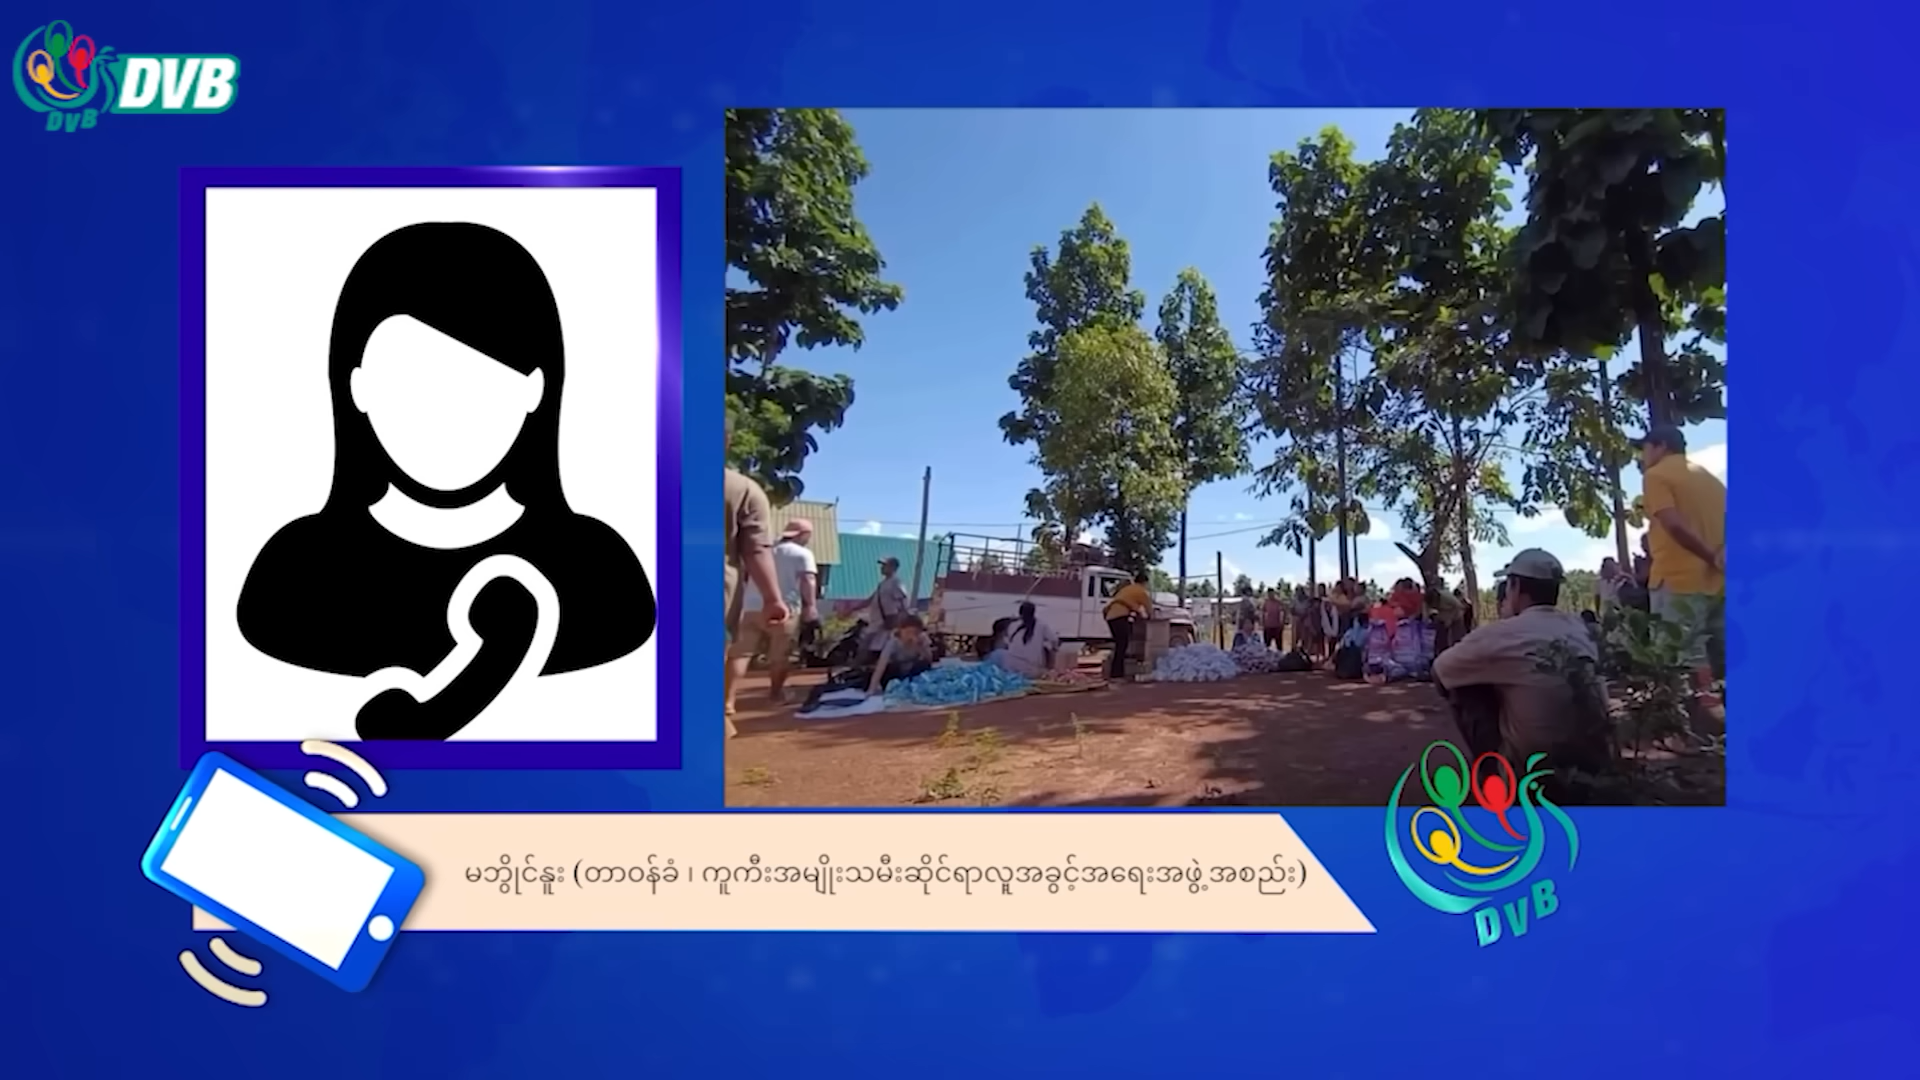 DVB
DVB
မဘွိုင်နူး (တာဝန်ခံ ၊ ကူကီးအမျိုးသမီးဆိုင်ရာလူ့အခွင့်အရေးအဖွဲ့အစည်း)
DVB